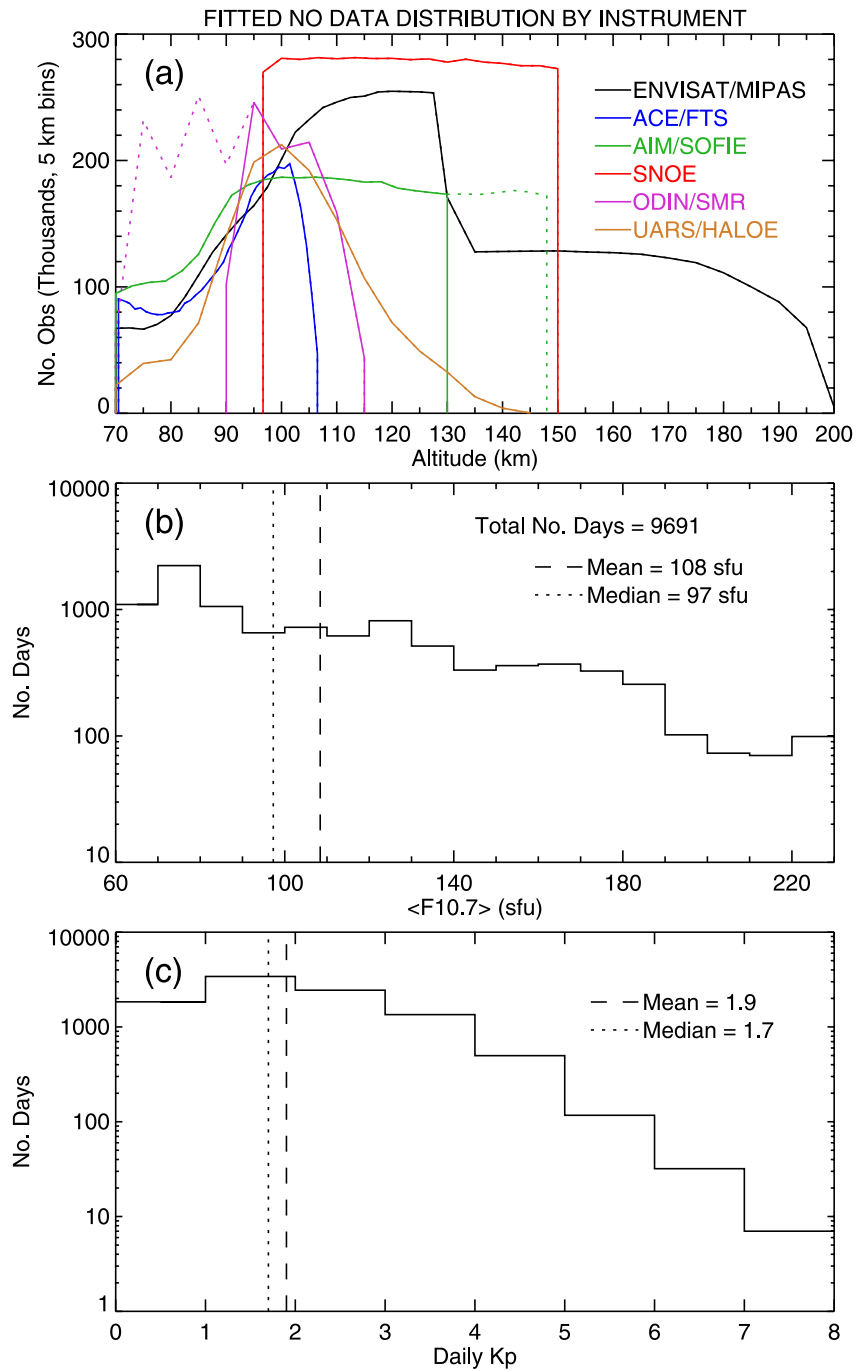 FITTED NO DATA DISTRIBUTION BY INSTRUMENT
300
200
100
0
No. Obs (Thousands, 5 km bins)
(a)
ENVISAT/MIPAS
ACE/FTS
AIM/SOFIE
SNOE
ODIN/SMR
UARS/HALOE
70 80 90 100 110 120 130 140 150 160 170 180 190 200
Altitude (km)
10000
1000
100
10
No. Days
(b)
Total No. Days = 9691
Mean = 108 sfu
Median = 97 sfu
60 100 140 180 220
<F10.7> (sfu)
10000
1000
100
10
1
No. Days
(c)
Mean = 1.9
Median = 1.7
0 1 2 3 4 5 6 7 8
Daily Kp